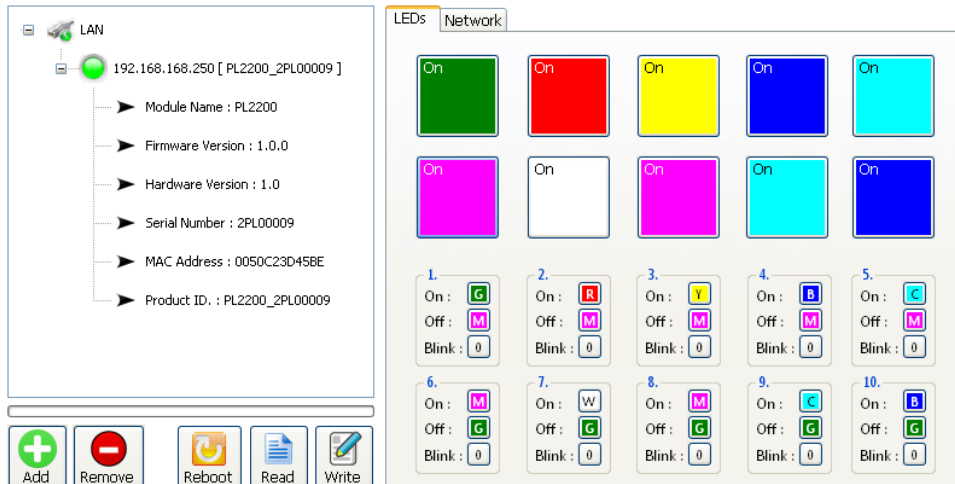 LAN
192.168.168.250 [ PL2200_2PL00009 ]
Module Name : PL2200
Firmware Version : 1.0.0
Hardware Version : 1.0
Serial Number : 2PL00009
MAC Address : 0050C23D45BE
Product ID. : PL2200_2PL00009
Add Remove Reboot Read Write
LEDs Network
On On On On On
On On On On On
1. 2. 3. 4. 5.
On : G On : R On : Y On : B On : C
Off : M Off : M Off : M Off : M Off : M
Blink : 0 Blink : 0 Blink : 0 Blink : 0 Blink : 0
6. 7. 8. 9. 10.
On : M On : W On : M On : C On : B
Off : G Off : G Off : G Off : G Off : G
Blink : 0 Blink : 0 Blink : 0 Blink : 0 Blink : 0